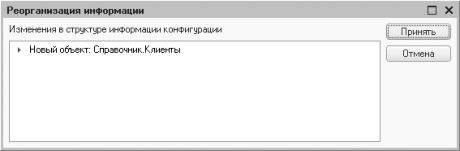 Реорганизация информации
Изменения в структуре информации конфигурации
Принять
Новый объект: Справочник.Клиенты
Отмена